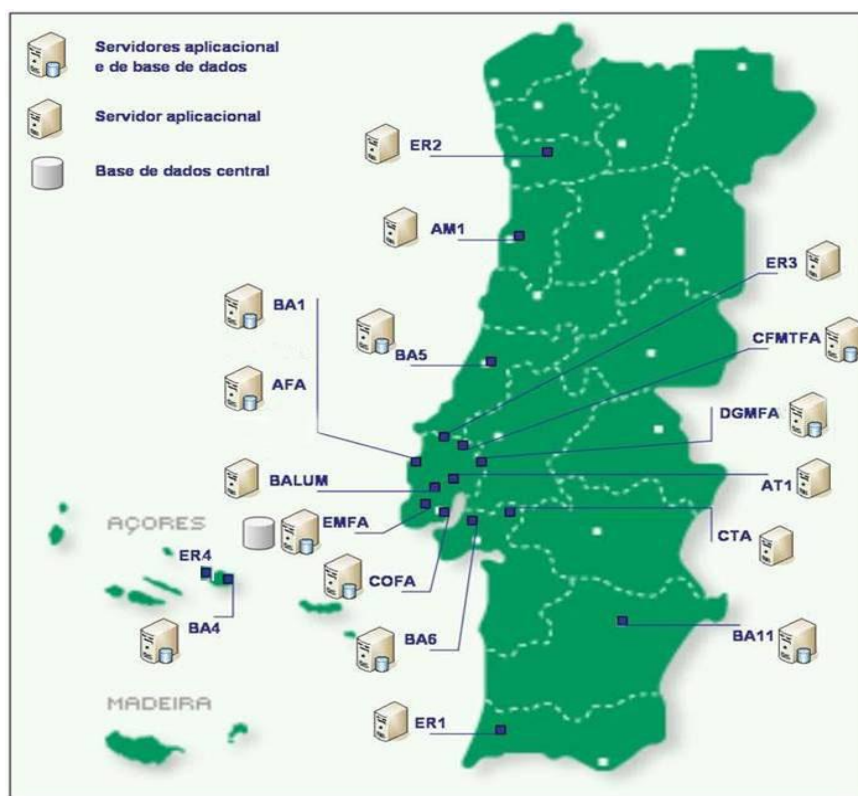 Servidores aplicacional
e de base de dados
Servidor aplicacional
Base de dados central
ER2
AM1
ER3
BA1
BA5
CFMTFA
AFA
DGMFA
BALUM
AT1
EMFA
AÇORES
CTA
ER4
COFA
BA4
BA6
BA11
MADEIRA
ER1